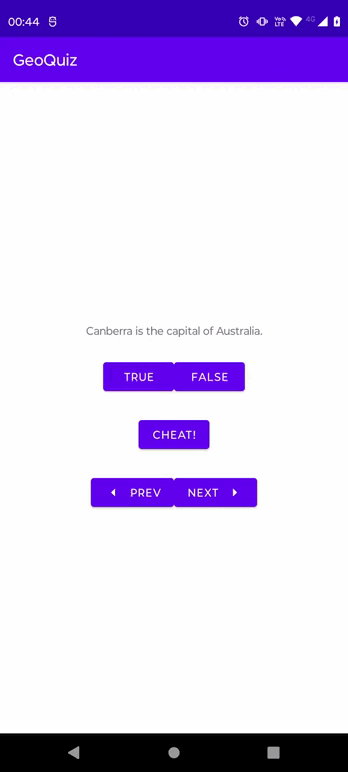 00:44
Vo LTE 4G
GeoQuiz
Canberra is the capital of Australia.
TRUE FALSE
CHEAT!
PREV NEXT